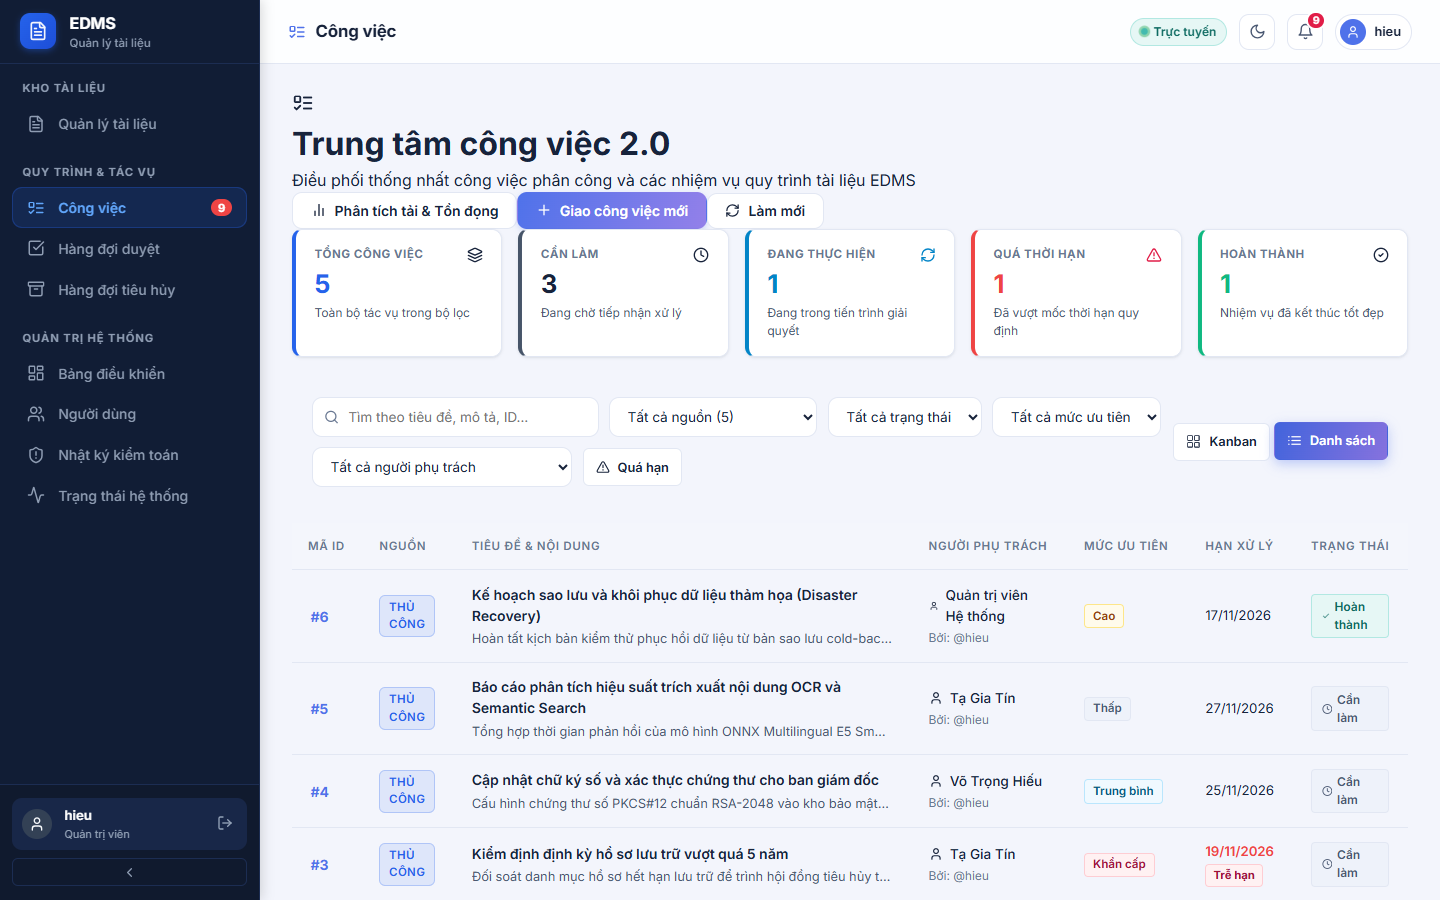 EDMS
Quản lý tài liệu
KHO TÀI LIỆU
Quản lý tài liệu
QUY TRÌNH & TÁC VỤ
Công việc
9
Hàng đợi duyệt
Hàng đợi tiêu hủy
QUẢN TRỊ HỆ THỐNG
Bảng điều khiển
Người dùng
Nhật ký kiểm toán
Trạng thái hệ thống
hieu
Quản trị viên
Công việc
Trực tuyến
9
hieu
Trung tâm công việc 2.0
Điều phối thống nhất công việc phân công và các nhiệm vụ quy trình tài liệu EDMS
Phân tích tải & Tồn đọng
Giao công việc mới
Làm mới
TỔNG CÔNG VIỆC
5
Toàn bộ tác vụ trong bộ lọc
CẦN LÀM
3
Đang chờ tiếp nhận xử lý
ĐANG THỰC HIỆN
1
Đang trong tiến trình giải
quyết
QUÁ THỜI HẠN
1
Đã vượt mốc thời hạn quy
định
HOÀN THÀNH
1
Nhiệm vụ đã kết thúc tốt đẹp
Tìm theo tiêu đề, mô tả, ID...
Tất cả nguồn (5)
Tất cả trạng thái
Tất cả mức ưu tiên
Tất cả người phụ trách
Quá hạn
Kanban
Danh sách
MÃ ID
NGUỒN
TIÊU ĐỀ & NỘI DUNG
NGƯỜI PHỤ TRÁCH
MỨC ƯU TIÊN
HẠN XỬ LÝ
TRẠNG THÁI
#6
THỦ
CÔNG
Kế hoạch sao lưu và khôi phục dữ liệu thảm họa (Disaster
Recovery)
Hoàn tất kịch bản kiểm thử phục hồi dữ liệu từ bản sao lưu cold-bac...
Quản trị viên
Hệ thống
Bởi: @hieu
Cao
17/11/2026
Hoàn
thành
#5
THỦ
CÔNG
Báo cáo phân tích hiệu suất trích xuất nội dung OCR và
Semantic Search
Tổng hợp thời gian phản hồi của mô hình ONNX Multilingual E5 Sm...
Tạ Gia Tín
Bởi: @hieu
Thấp
27/11/2026
Cần
làm
#4
THỦ
CÔNG
Cập nhật chữ ký số và xác thực chứng thư cho ban giám đốc
Cấu hình chứng thư số PKCS#12 chuẩn RSA-2048 vào kho bảo mật...
Võ Trọng Hiếu
Bởi: @hieu
Trung bình
25/11/2026
Cần
làm
#3
THỦ
CÔNG
Kiểm định định kỳ hồ sơ lưu trữ vượt quá 5 năm
Đối soát danh mục hồ sơ hết hạn lưu trữ để trình hội đồng tiêu hủy t...
Tạ Gia Tín
Bởi: @hieu
Khẩn cấp
19/11/2026
Trễ hạn
Cần
làm